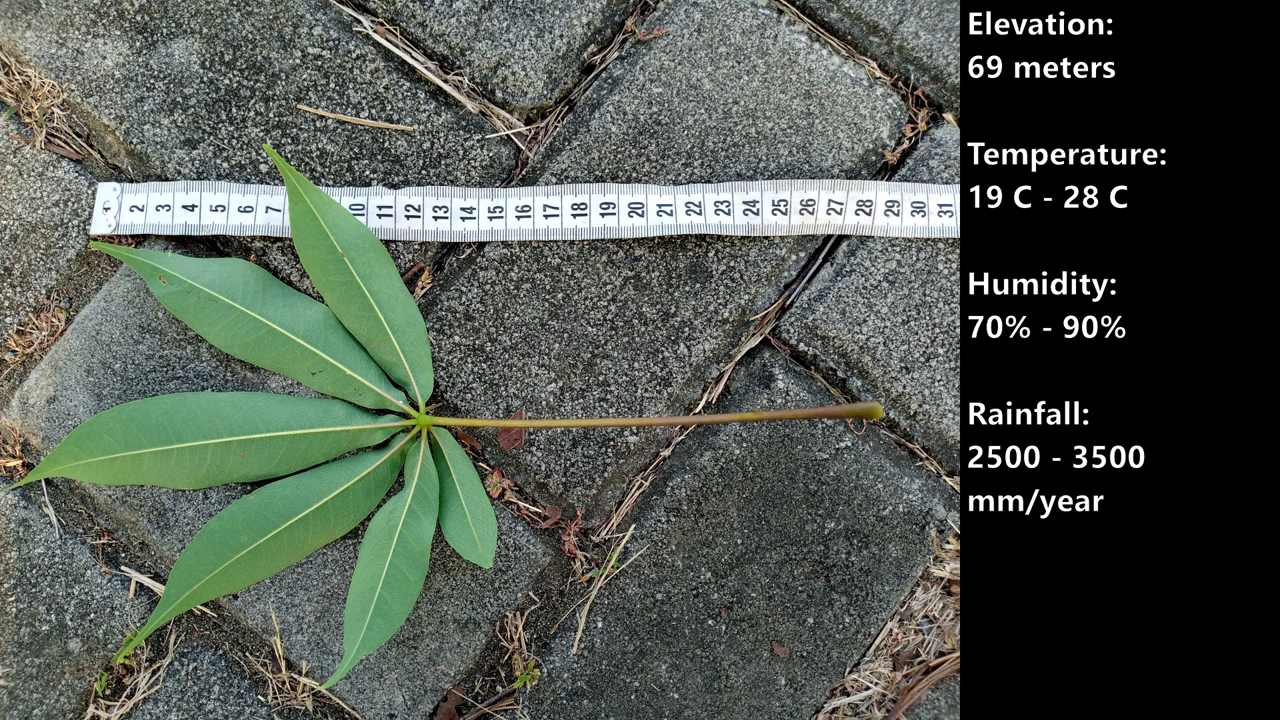 1 2 3 4 5 6 7 10 11 12 13 14 15 16 17 18 19 20 21 22 23 24 25 26 27 28 29 30 31
Elevation:
69 meters
Temperature:
19 C - 28 C
Humidity:
70% - 90%
Rainfall:
2500 - 3500
mm/year